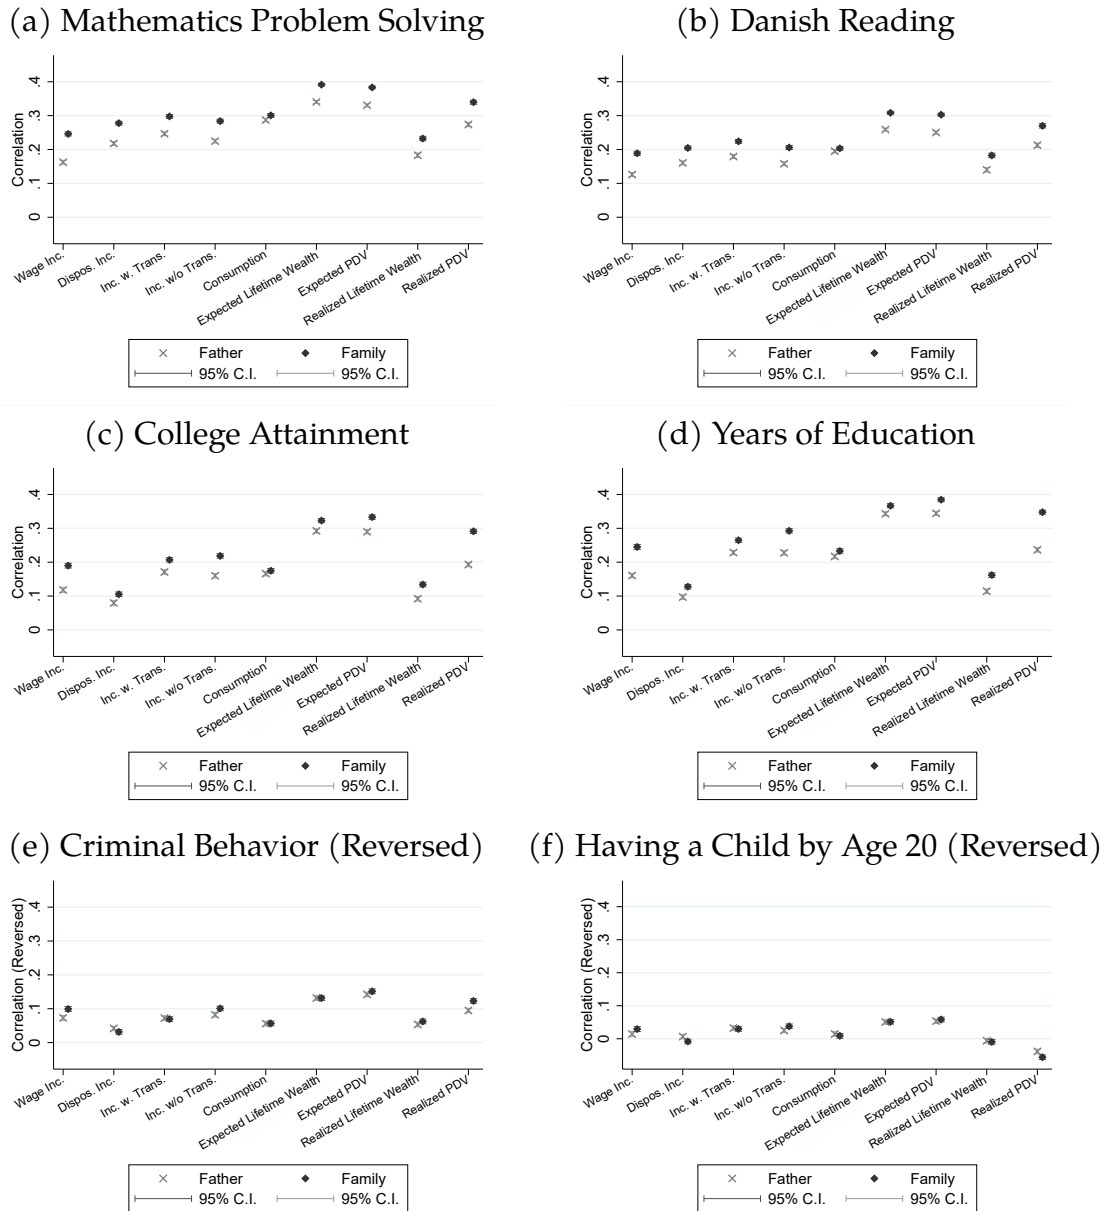 (a) Mathematics Problem Solving
Correlation
.4
.3
.2
.1
0
Wage Inc.
Dispos. Inc.
Inc. w. Trans.
Inc. w/o Trans.
Consumption
Expected Lifetime Wealth
Expected PDV
Realized Lifetime Wealth
Realized PDV
Father Family
95% C.I. 95% C.I.
(b) Danish Reading
Correlation
.4
.3
.2
.1
0
Wage Inc.
Dispos. Inc.
Inc. w. Trans.
Inc. w/o Trans.
Consumption
Expected Lifetime Wealth
Expected PDV
Realized Lifetime Wealth
Realized PDV
Father Family
95% C.I. 95% C.I.
(c) College Attainment
Correlation
.4
.3
.2
.1
0
Wage Inc.
Dispos. Inc.
Inc. w. Trans.
Inc. w/o Trans.
Consumption
Expected Lifetime Wealth
Expected PDV
Realized Lifetime Wealth
Realized PDV
Father Family
95% C.I. 95% C.I.
(d) Years of Education
Correlation
.4
.3
.2
.1
0
Wage Inc.
Dispos. Inc.
Inc. w. Trans.
Inc. w/o Trans.
Consumption
Expected Lifetime Wealth
Expected PDV
Realized Lifetime Wealth
Realized PDV
Father Family
95% C.I. 95% C.I.
(e) Criminal Behavior (Reversed)
Correlation (Reversed)
.4
.3
.2
.1
0
Wage Inc.
Dispos. Inc.
Inc. w. Trans.
Inc. w/o Trans.
Consumption
Expected Lifetime Wealth
Expected PDV
Realized Lifetime Wealth
Realized PDV
Father Family
95% C.I. 95% C.I.
(f) Having a Child by Age 20 (Reversed)
Correlation (Reversed)
.4
.3
.2
.1
0
Wage Inc.
Dispos. Inc.
Inc. w. Trans.
Inc. w/o Trans.
Consumption
Expected Lifetime Wealth
Expected PDV
Realized Lifetime Wealth
Realized PDV
Father Family
95% C.I. 95% C.I.